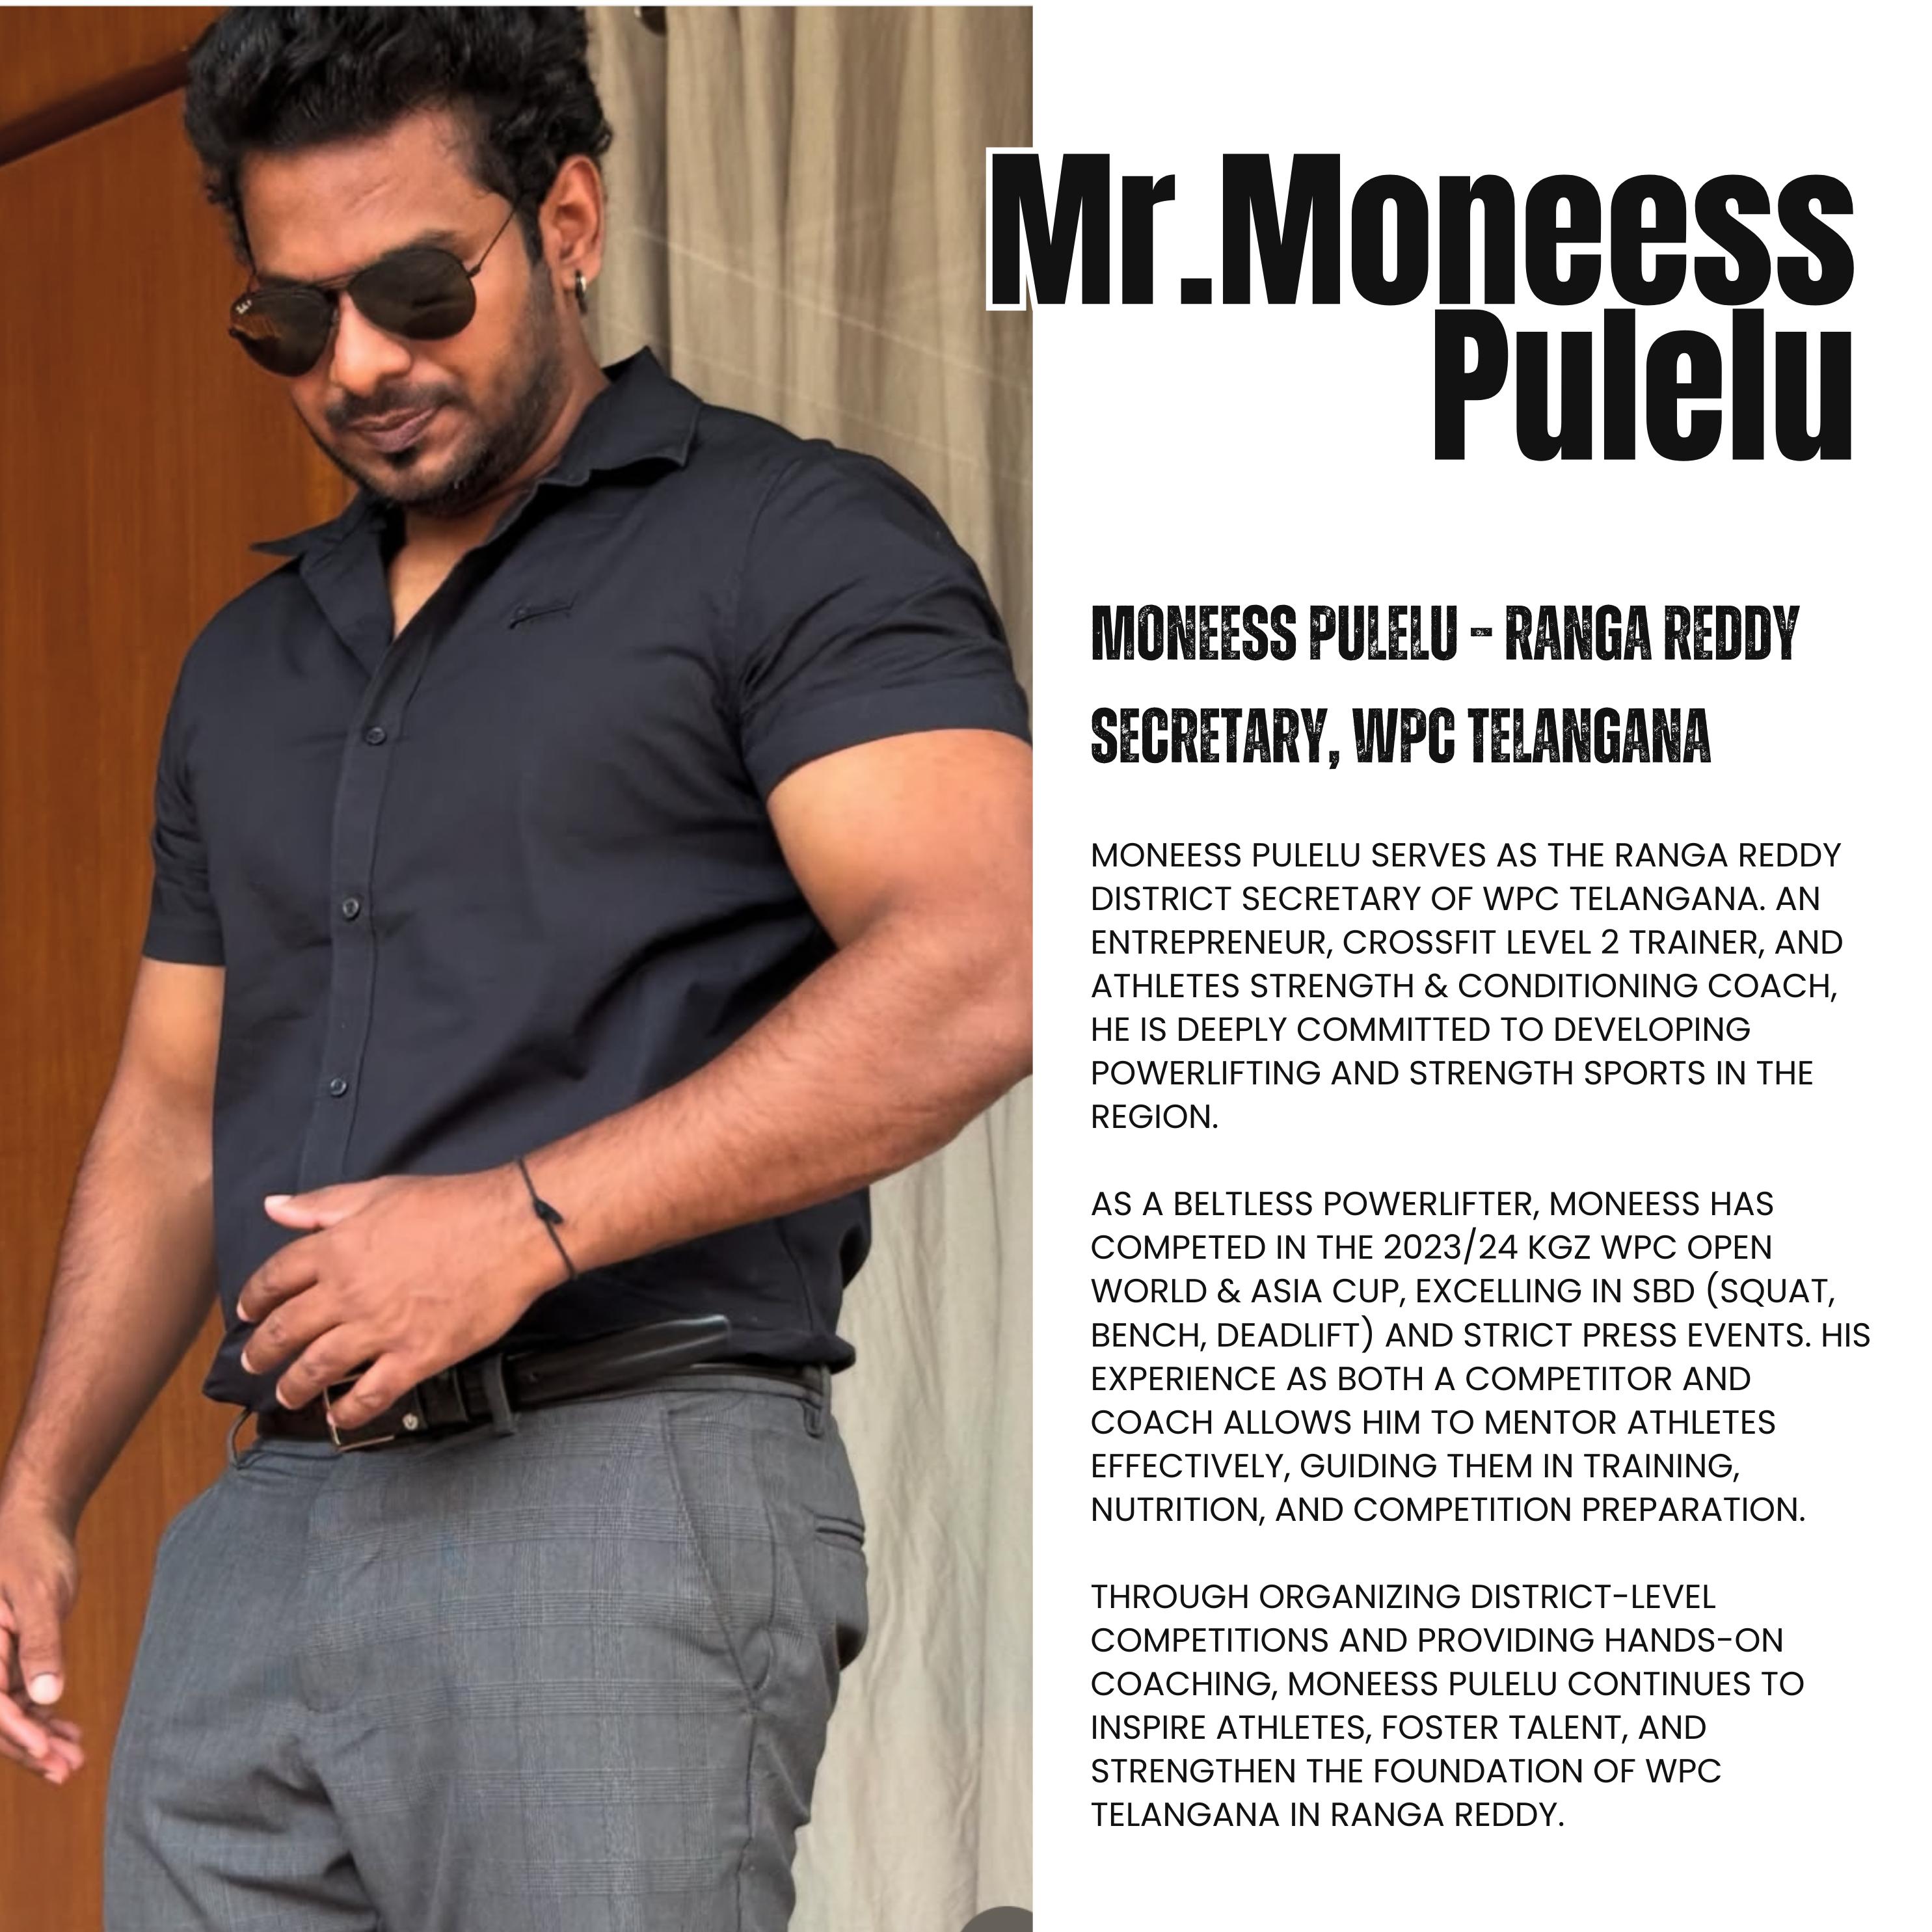 Mr.Moneess
Pulelu
MONEESS PULELU - RANGA REDDY
SECRETARY, WPC TELANGANA
MONEESS PULELU SERVES AS THE RANGA REDDY
DISTRICT SECRETARY OF WPC TELANGANA. AN
ENTREPRENEUR, CROSSFIT LEVEL 2 TRAINER, AND
ATHLETES STRENGTH & CONDITIONING COACH,
HE IS DEEPLY COMMITTED TO DEVELOPING
POWERLIFTING AND STRENGTH SPORTS IN THE
REGION.
AS A BELTLESS POWERLIFTER, MONEESS HAS
COMPETED IN THE 2023/24 KGZ WPC OPEN
WORLD & ASIA CUP, EXCELLING IN SBD (SQUAT,
BENCH, DEADLIFT) AND STRICT PRESS EVENTS. HIS
EXPERIENCE AS BOTH A COMPETITOR AND
COACH ALLOWS HIM TO MENTOR ATHLETES
EFFECTIVELY, GUIDING THEM IN TRAINING,
NUTRITION, AND COMPETITION PREPARATION.
THROUGH ORGANIZING DISTRICT-LEVEL
COMPETITIONS AND PROVIDING HANDS-ON
COACHING, MONEESS PULELU CONTINUES TO
INSPIRE ATHLETES, FOSTER TALENT, AND
STRENGTHEN THE FOUNDATION OF WPC
TELANGANA IN RANGA REDDY.